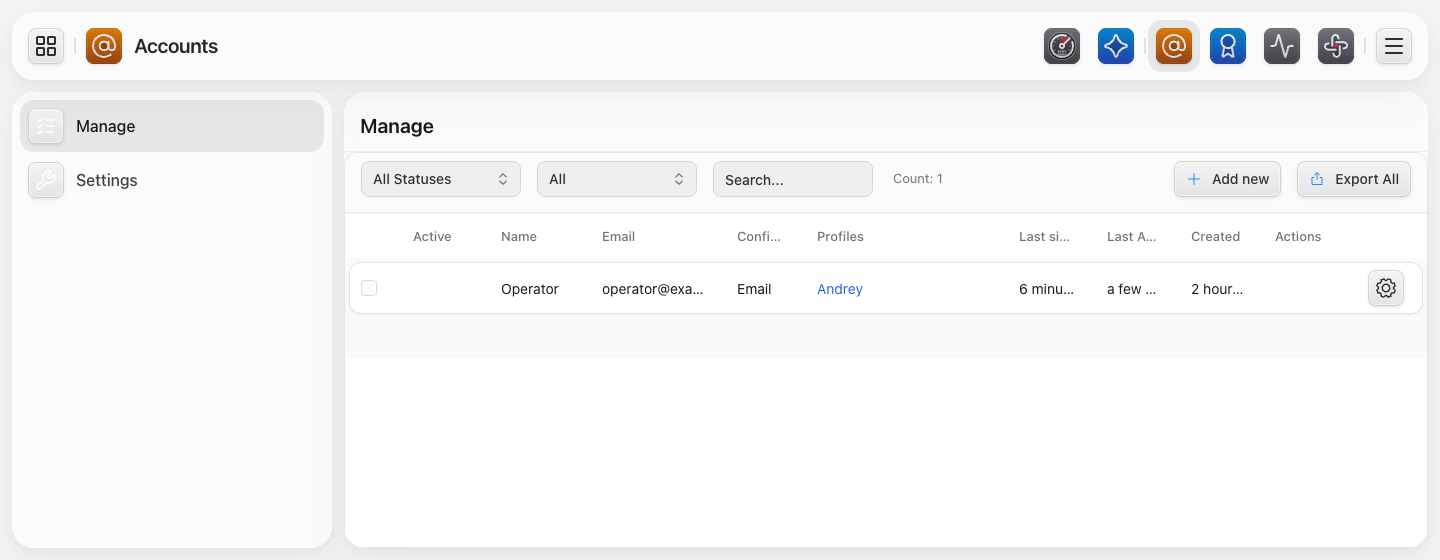 Accounts
Manage
Settings
Manage
All Statuses All Search... Count: 1 Add new Export All
Active Name Email Confi... Profiles Last si... Last A... Created Actions
Operator operator@exa... Email Andrey 6 minu... a few ... 2 hour...